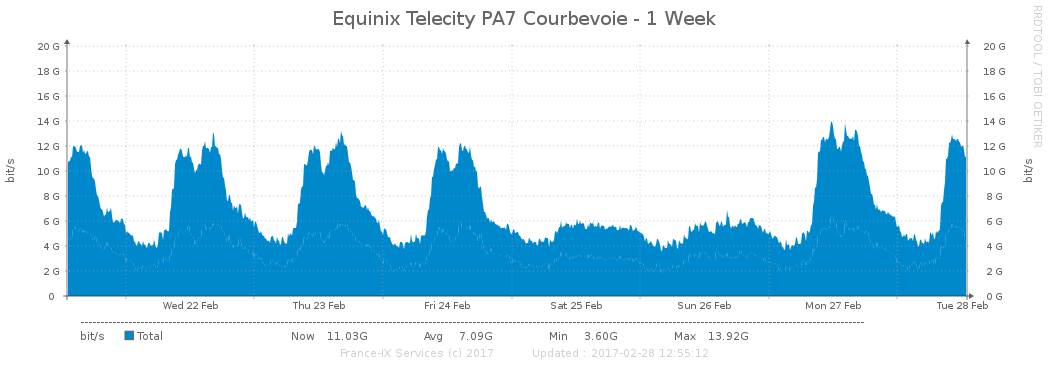 Equinix Telecity PA7 Courbevoie - 1 Week
RRDTOOL / TOBI OETIKER
20 G 20 G
18 G 18 G
16 G 16 G
14 G 14 G
12 G 12 G
10 G 10 G
8 G 8 G
6 G 6 G
4 G 4 G
2 G 2 G
0 0 G
bit/s
bit/s
Wed 22 Feb Thu 23 Feb Fri 24 Feb Sat 25 Feb Sun 26 Feb Mon 27 Feb Tue 28 Feb
bit/s Total Now 11.03G Avg 7.09G Min 3.60G Max 13.92G
France-IX Services (c) 2017 Updated : 2017-02-28 12:55:12